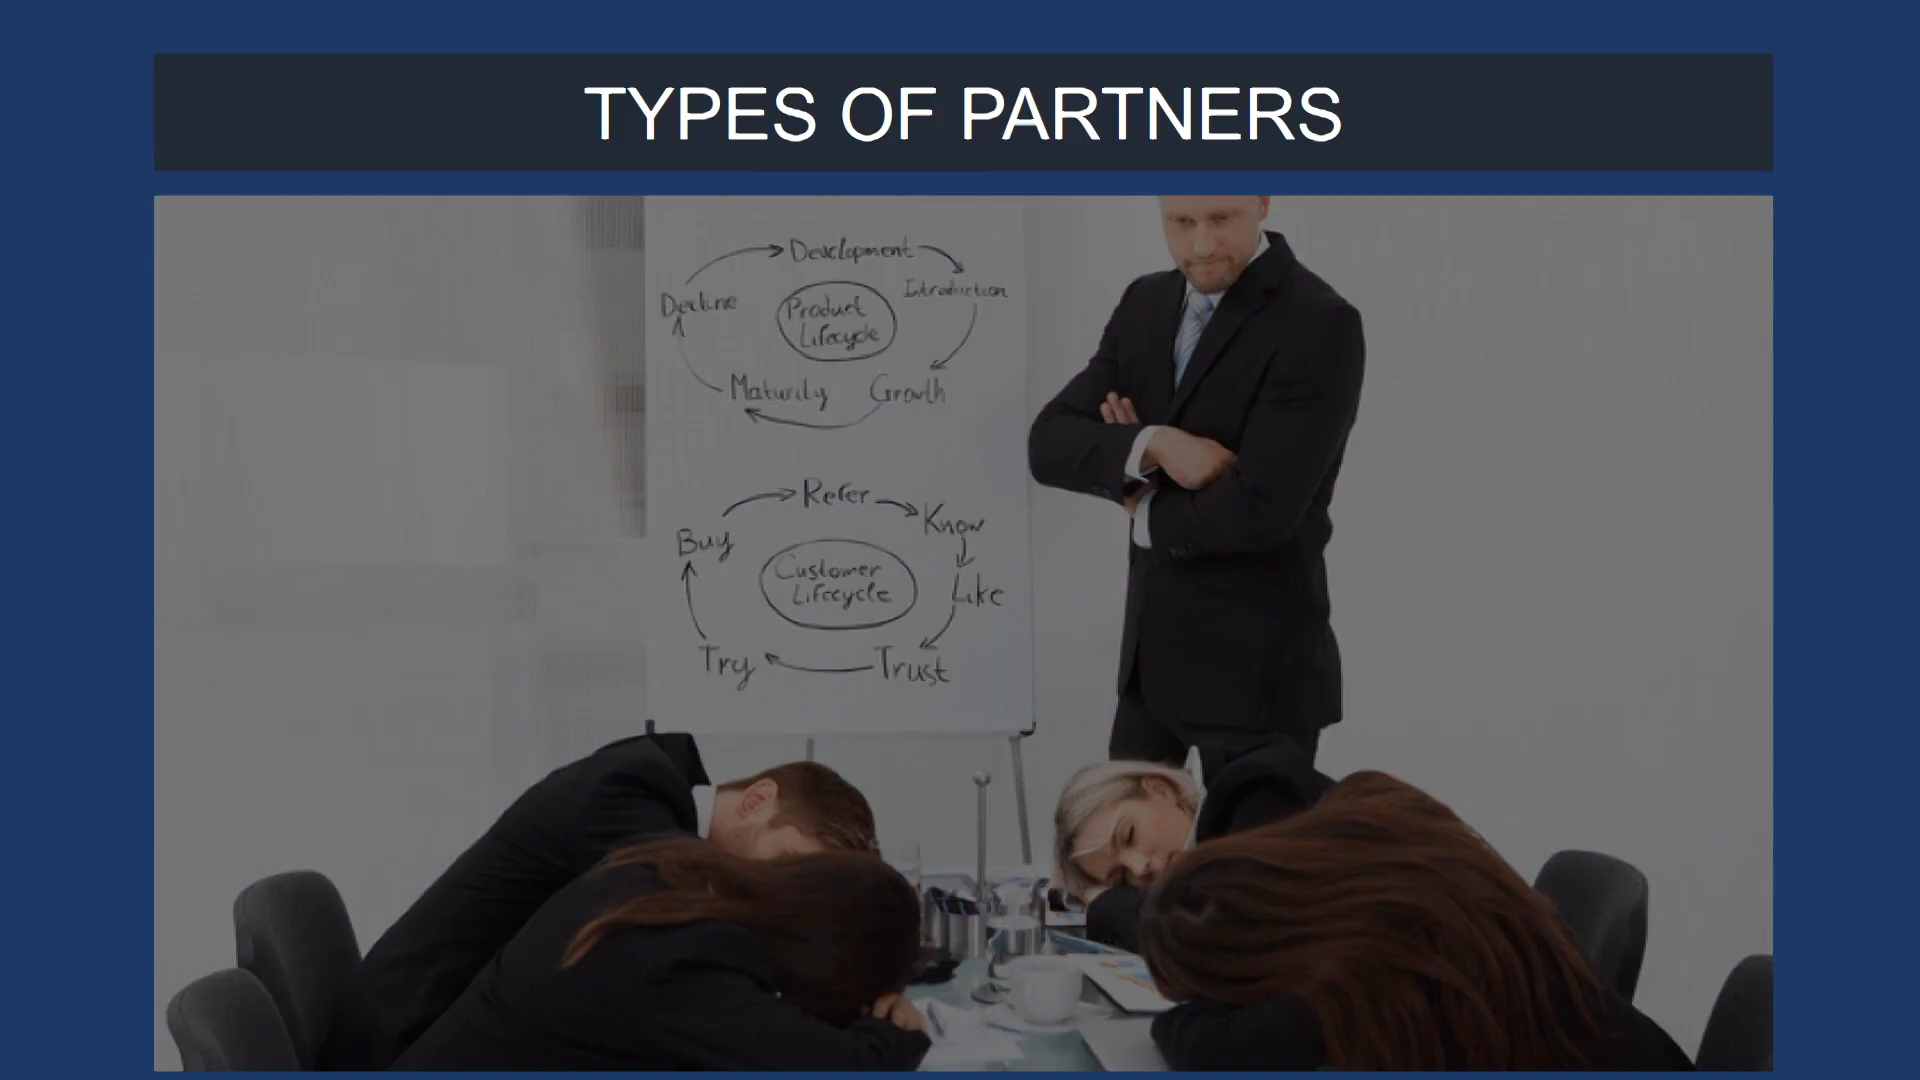 TYPES OF PARTNERS
Development
Introduction
Decline
Product
Lifecycle
Maturity
Growth
Refer
Know
Buy
Customer
Lifecycle
Like
Try
Trust